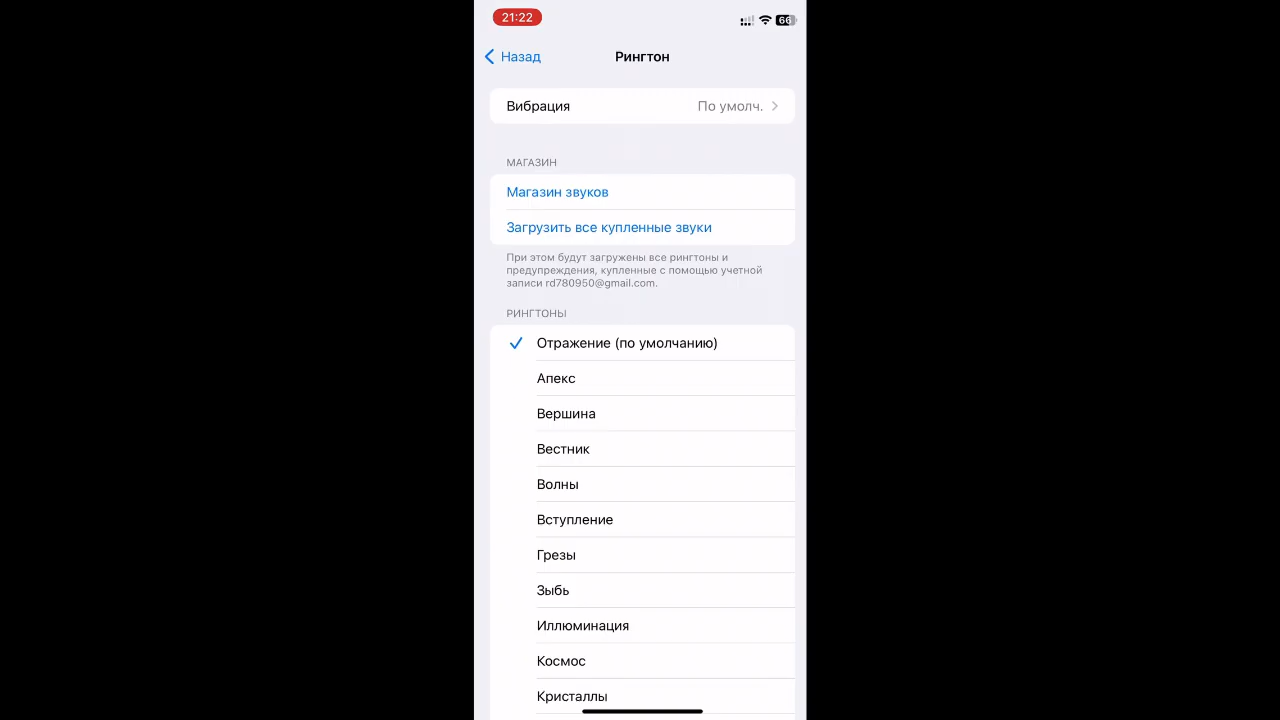 21:22
66
Назад
Рингтон
Вибрация
По умолч.
МАГАЗИН
Магазин звуков
Загрузить все купленные звуки
При этом будут загружены все рингтоны и
предупреждения, купленные с помощью учетной
записи rd780950@gmail.com.
РИНГТОНЫ
Отражение (по умолчанию)
Апекс
Вершина
Вестник
Волны
Вступление
Грезы
Зыбь
Иллюминация
Космос
Кристаллы